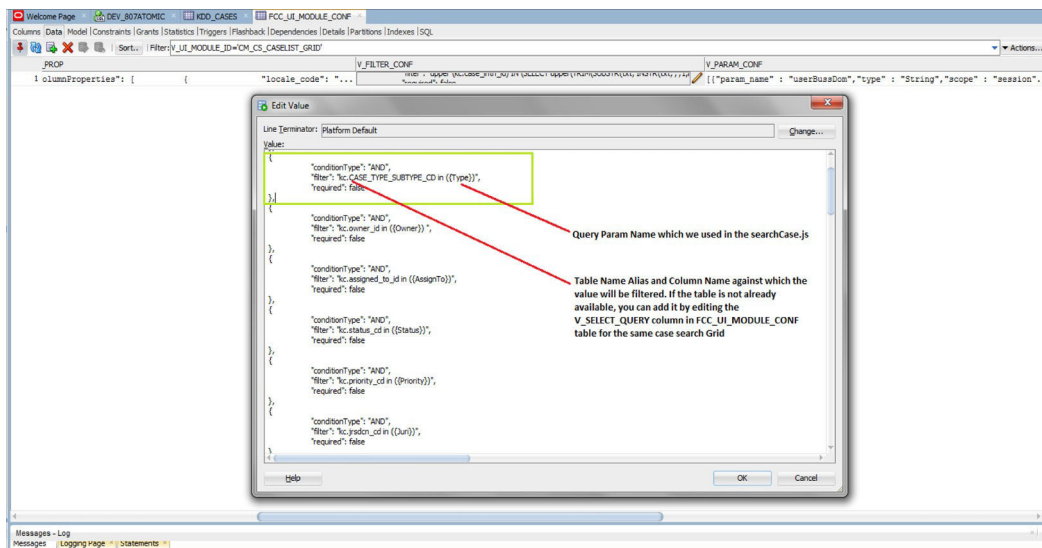 Welcome Page DEV_807ATOMIC KDD_CASES FCC_UI_MODULE_CONF
Columns Data Model Constraints Grants Statistics Triggers Flashback Dependencies Details Partitions Indexes SQL
Sort.. Filter: V_UI_MODULE_ID='CM_CS_CASELIST_GRID' Actions...
_PROP V_FILTER_CONF V_PARAM_CONF
1 olumnProperties": [ { "locale_code": "... "required": false [{"param_name" : "userBussDom","type" : "String","scope" : "session".
Edit Value
Line Terminator: Platform Default Change...
Value:
{
"conditionType": "AND",
"filter": "kc.CASE_TYPE_SUBTYPE_CD in ({Type})",
"required": false
},
{
"conditionType": "AND",
"filter": "kc.owner_id in ({Owner}) ",
"required": false
},
{
"conditionType": "AND",
"filter": "kc.assigned_to_id in ({AssignTo})",
"required": false
},
{
"conditionType": "AND",
"filter": "kc.status_cd in ({Status})",
"required": false
},
{
"conditionType": "AND",
"filter": "kc.priority_cd in ({Priority})",
"required": false
},
{
"conditionType": "AND",
"filter": "kc.jrsdcn_cd in ({Juri})",
"required": false
}
Query Param Name which we used in the searchCase.js
Table Name Alias and Column Name against which the
value will be filtered. If the table is not already
available, you can add it by editing the
V_SELECT_QUERY column in FCC_UI_MODULE_CONF
table for the same case search Grid
Help OK Cancel
Messages - Log
Messages Logging Page Statements